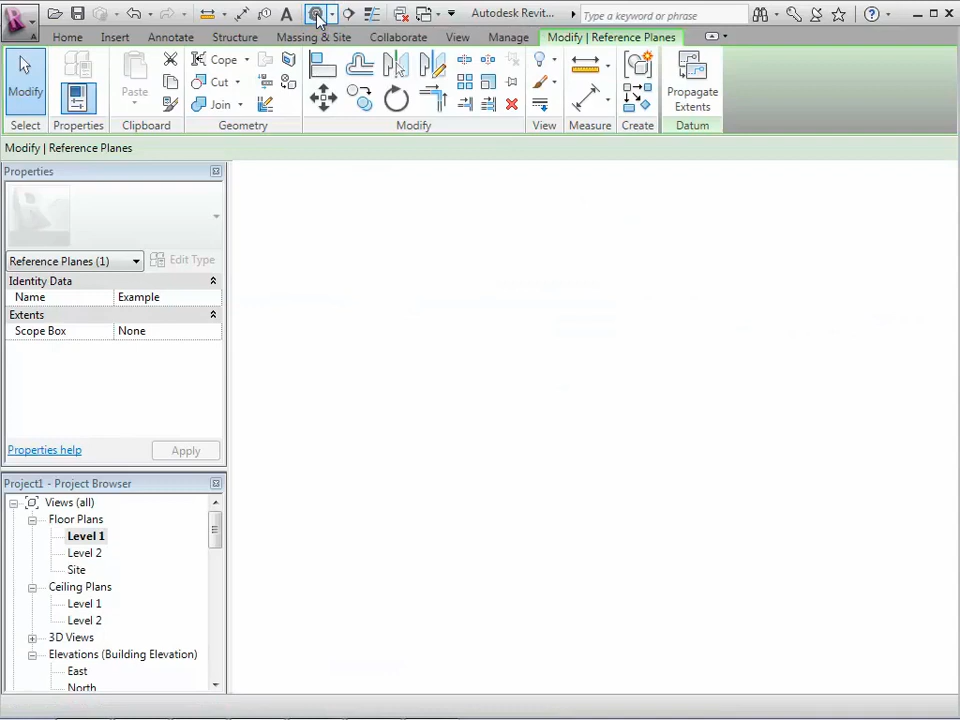 Autodesk Revit...
Type a keyword or phrase
Home Insert Annotate Structure Massing & Site Collaborate View Manage Modify | Reference Planes
Modify Paste Cope Cut Join Propagate Extents
Select Properties Clipboard Geometry Modify View Measure Create Datum
Modify | Reference Planes
Properties
Reference Planes (1) Edit Type
Identity Data
Name Example
Extents
Scope Box None
Properties help Apply
Project1 - Project Browser
Views (all)
Floor Plans
Level 1
Level 2
Site
Ceiling Plans
Level 1
Level 2
3D Views
Elevations (Building Elevation)
East
North